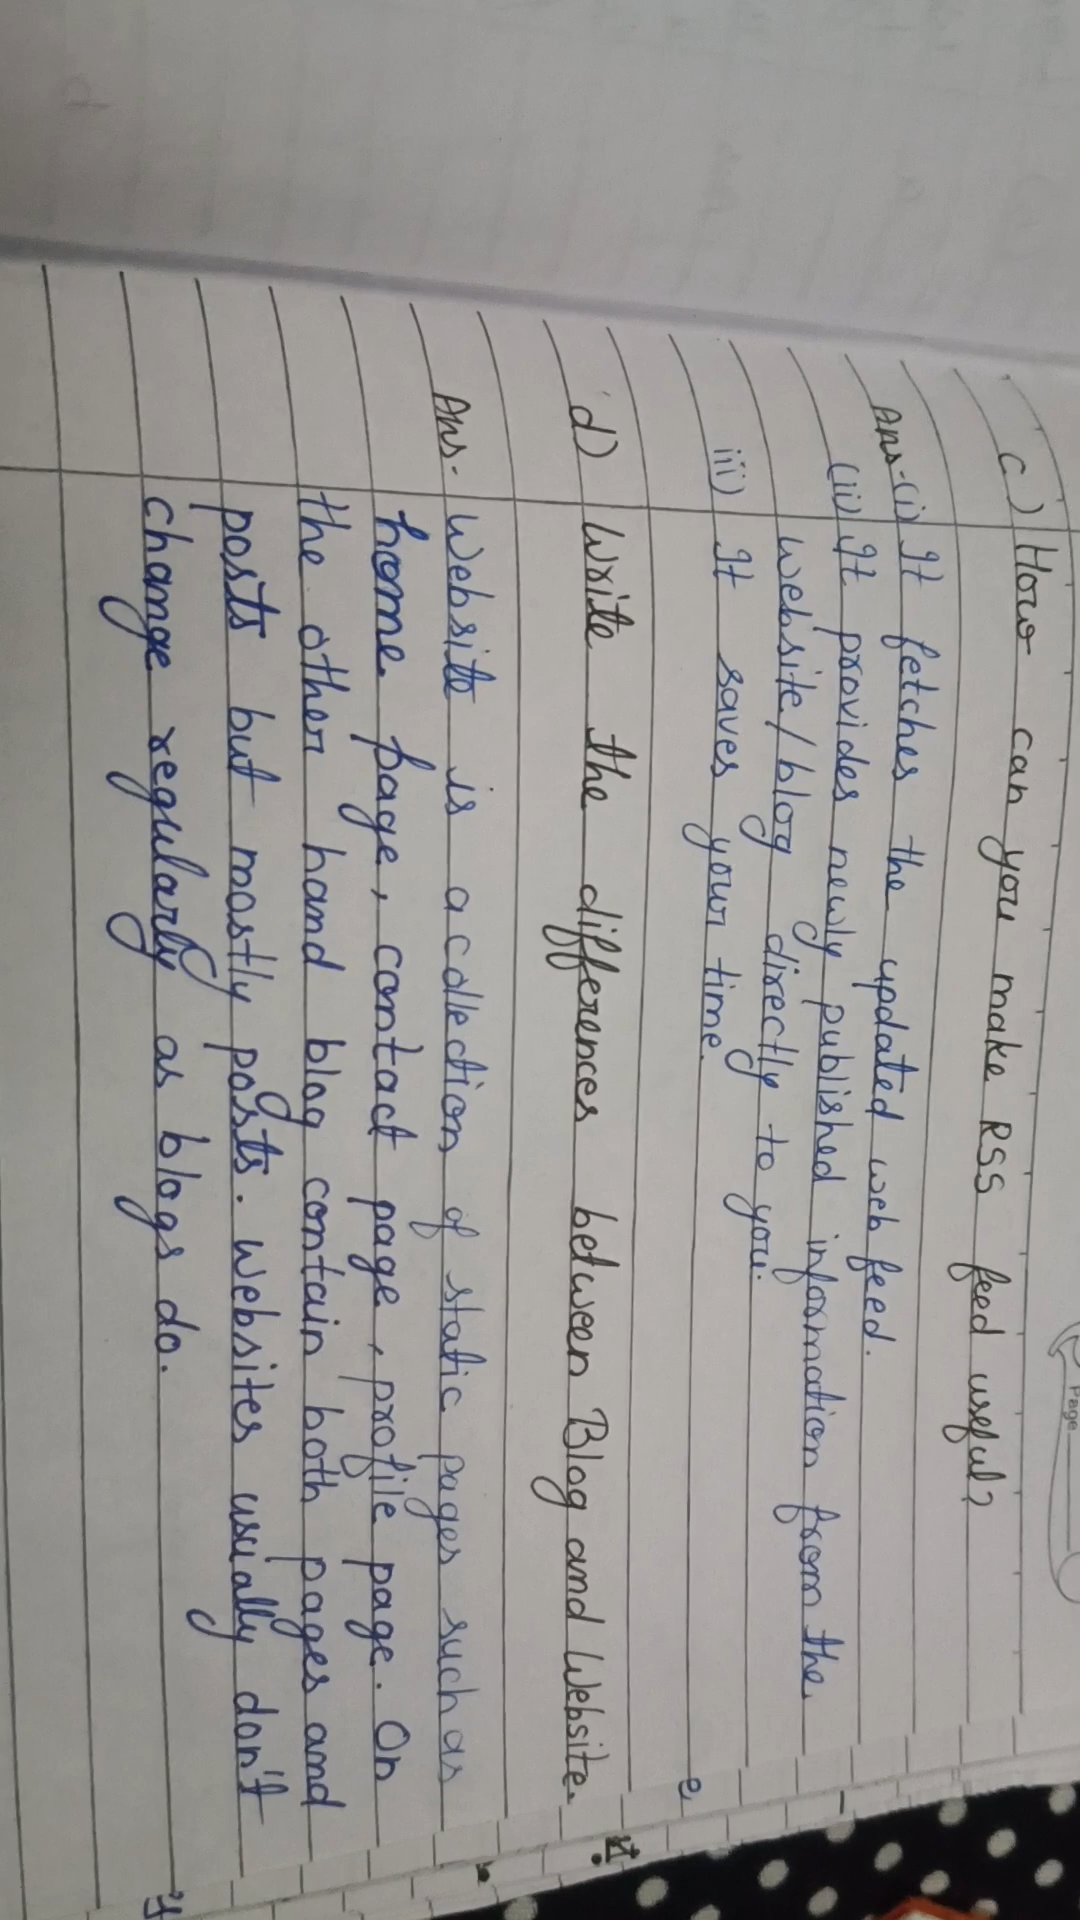 Page
c.) How can you make RSS feed useful?
Ans-(i) It fetches the updated web feed.
(ii) It provides newly published information from the
website/blog directly to you.
iii) It saves your time.
d) Write the differences between Blog and Website.
Ans- Website is a collection of static pages such as
home page, contact page, profile page. On
the other hand blog contain both pages and
posts but mostly posts. Websites usually don't
change regularly as blogs do.